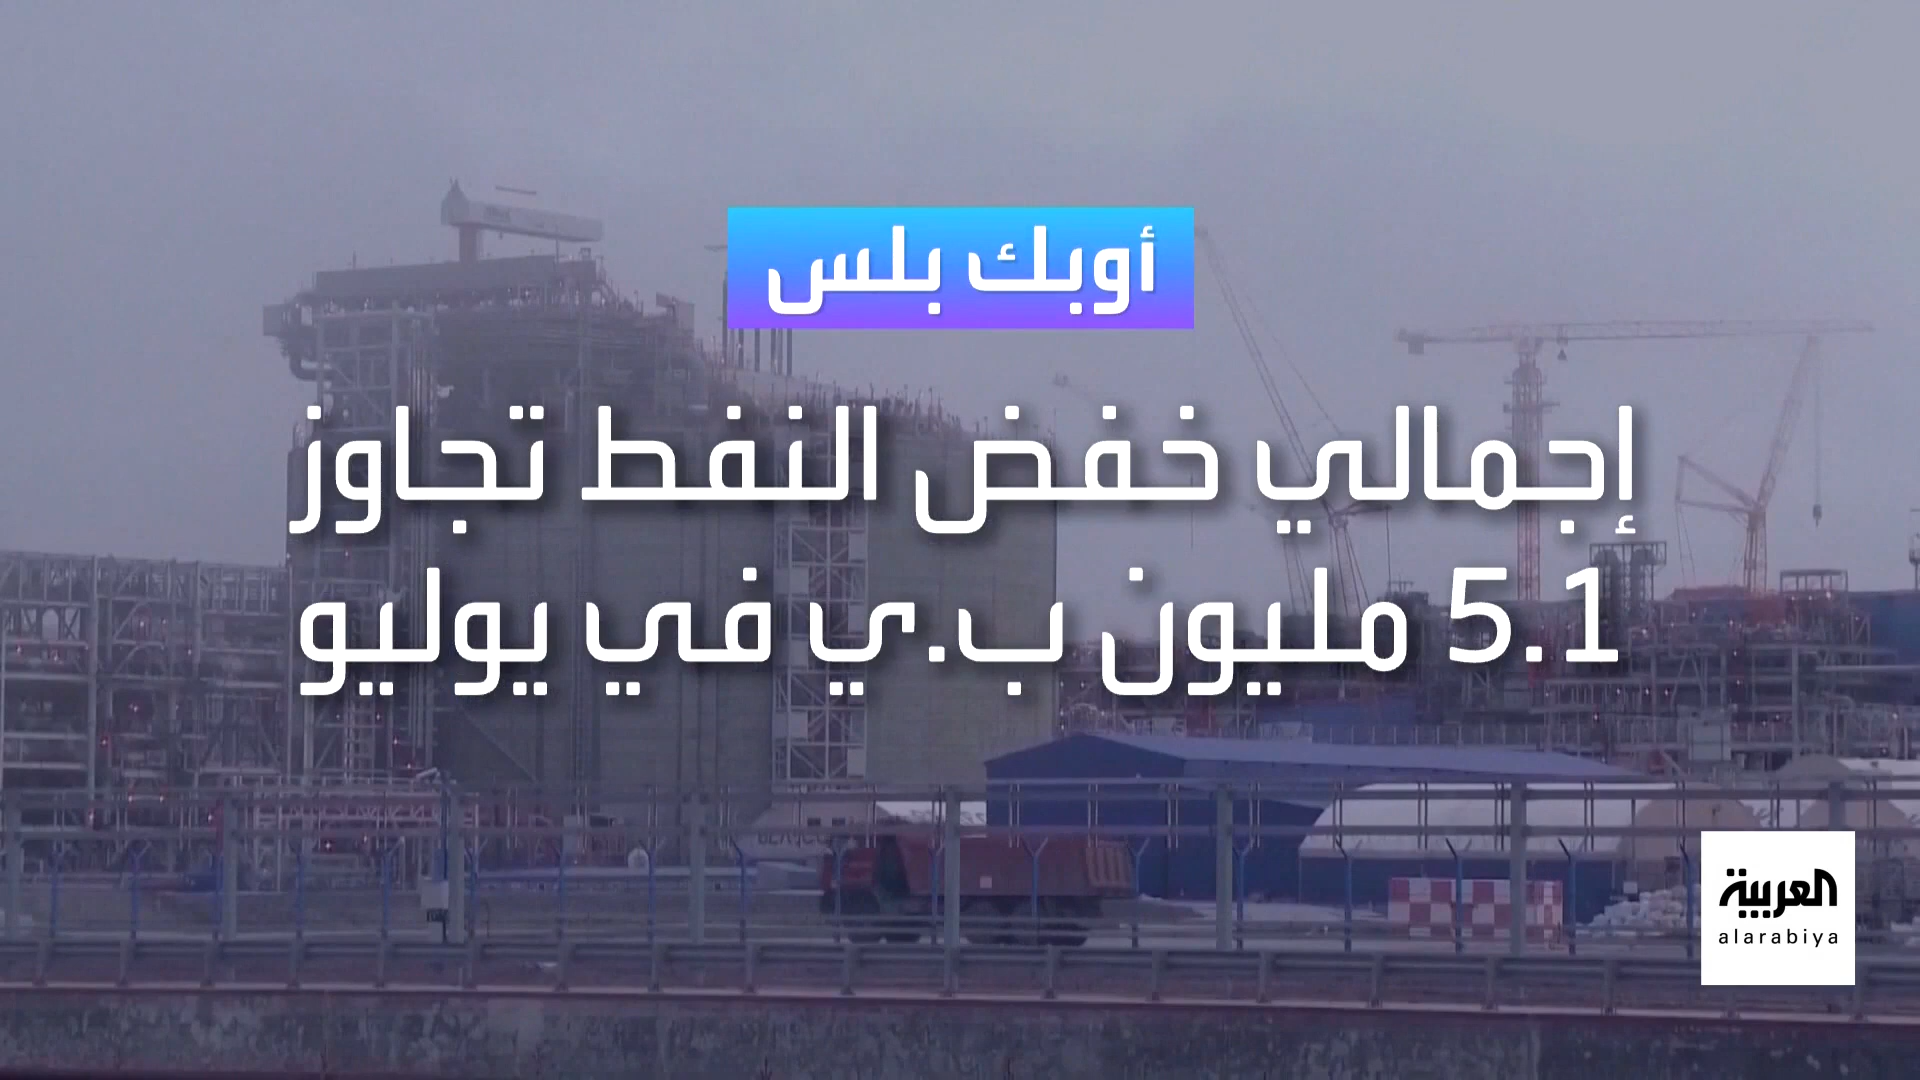 أوبك بلس
إجمالي خفض النفط تجاوز
5.1 مليون ب.ي في يوليو
العربية
alarabiya